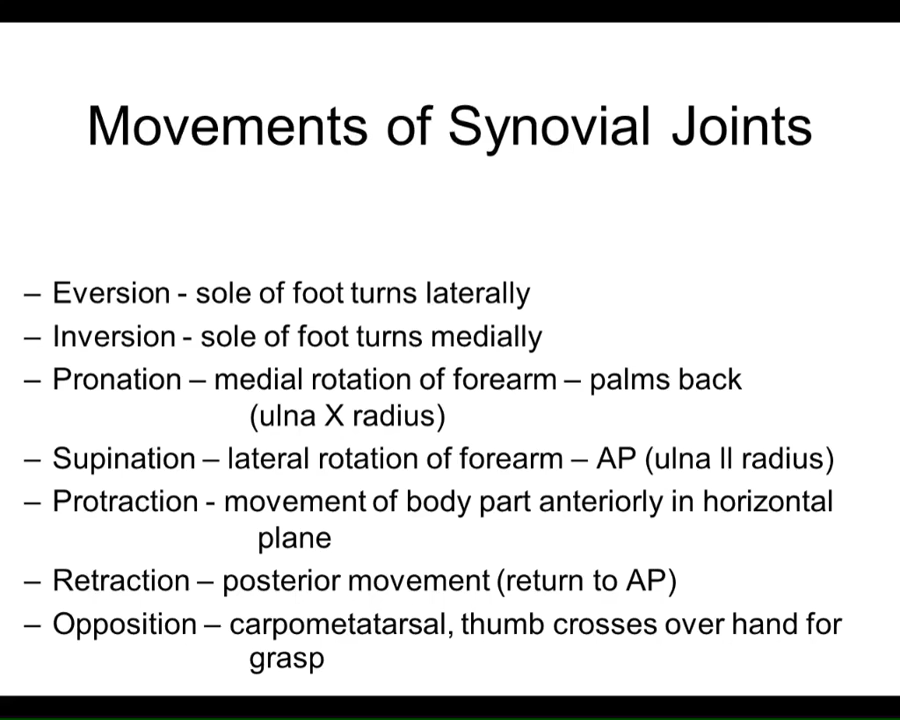 Movements of Synovial Joints
– Eversion - sole of foot turns laterally
– Inversion - sole of foot turns medially
– Pronation – medial rotation of forearm – palms back
(ulna X radius)
– Supination – lateral rotation of forearm – AP (ulna ll radius)
– Protraction - movement of body part anteriorly in horizontal
plane
– Retraction – posterior movement (return to AP)
– Opposition – carpometatarsal, thumb crosses over hand for
grasp